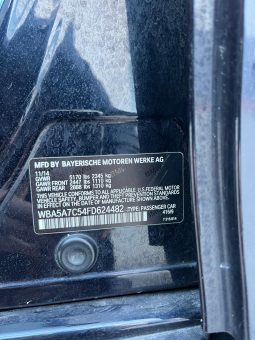 MFD BY BAYERISCHE MOTOREN WERKE AG
11/14
GVWR 5170 lbs 2345 kg
GAWR FRONT 2447 lbs 1110 kg
GAWR REAR 2888 lbs 1310 kg
THIS VEHICLE CONFORMS TO ALL APPLICABLE
U.S. FEDERAL MOTOR VEHICLE SAFETY,
BUMPER, AND THEFT PREVENTION STANDARDS
IN EFFECT ON THE DATE OF
MANUFACTURE SHOWN ABOVE.
WBA5A7C54FD624482 (TYPE: PASSENGER CAR
416/9